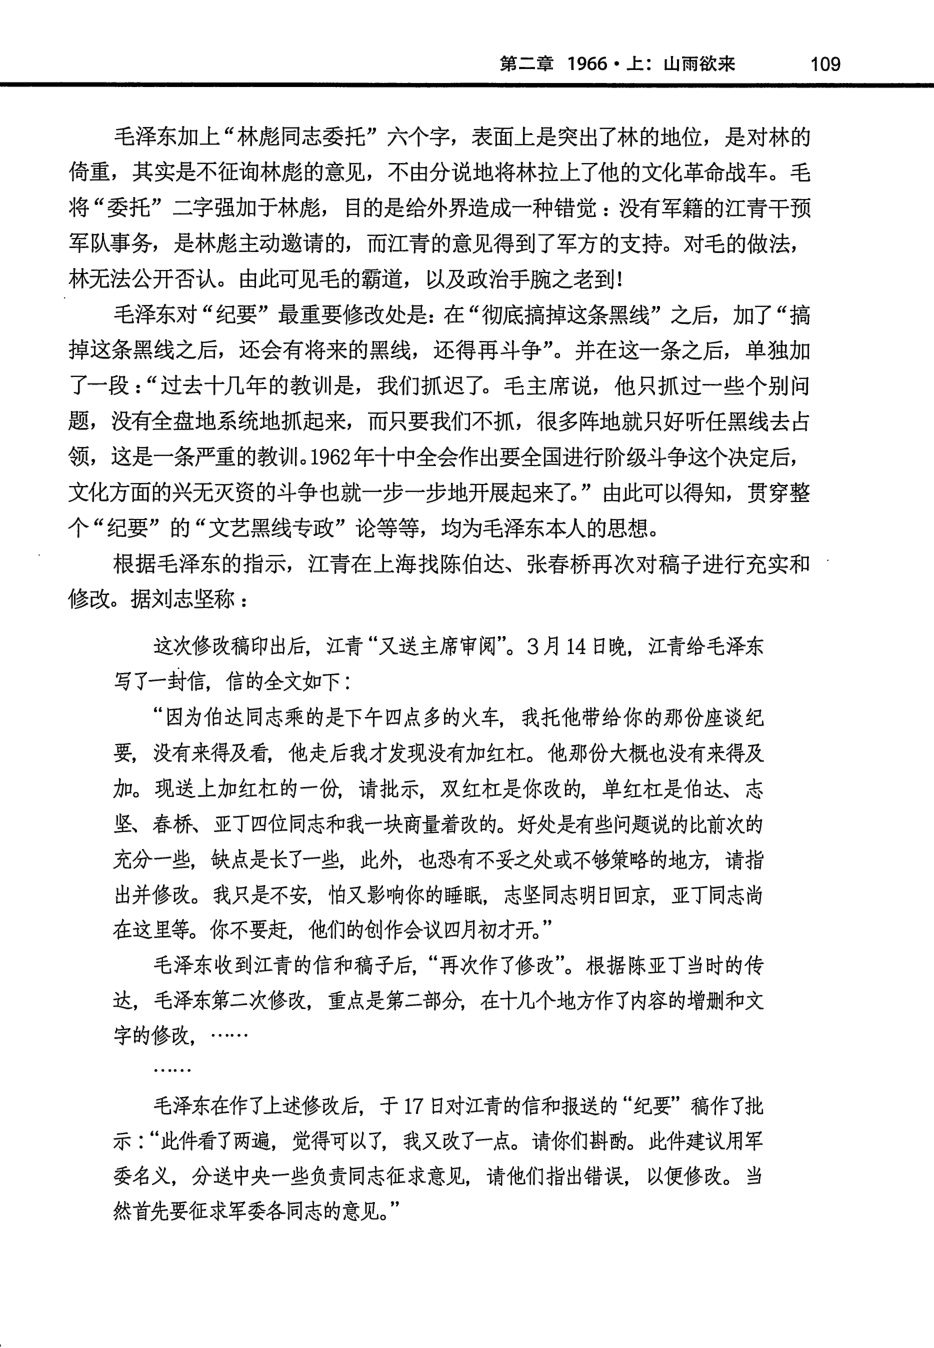 第二章 1966·上：山雨欲来 109
毛泽东加上“林彪同志委托”六个字，表面上是突出了林的地位，是对林的
倚重，其实是不征询林彪的意见，不由分说地将林拉上了他的文化革命战车。毛
将“委托”二字强加于林彪，目的是给外界造成一种错觉：没有军籍的江青干预
军队事务，是林彪主动邀请的，而江青的意见得到了军方的支持。对毛的做法，
林无法公开否认。由此可见毛的霸道，以及政治手腕之老到！
毛泽东对“纪要”最重要修改处是：在“彻底搞掉这条黑线”之后，加了“搞
掉这条黑线之后，还会有将来的黑线，还得再斗争”。并在这一条之后，单独加
了一段：“过去十几年的教训是，我们抓迟了。毛主席说，他只抓过一些个别问
题，没有全盘地系统地抓起来，而只要我们不抓，很多阵地就只好听任黑线去占
领，这是一条严重的教训。1962年十中全会作出要全国进行阶级斗争这个决定后，
文化方面的兴无灭资的斗争也就一步一步地开展起来了。”由此可以得知，贯穿整
个“纪要”的“文艺黑线专政”论等等，均为毛泽东本人的思想。
根据毛泽东的指示，江青在上海找陈伯达、张春桥再次对稿子进行充实和
修改。据刘志坚称：
这次修改稿印出后，江青“又送主席审阅”。3月14日晚，江青给毛泽东
写了一封信，信的全文如下：
“因为伯达同志乘的是下午四点多的火车，我托他带给你的那份座谈纪
要，没有来得及看，他走后我才发现没有加红杠。他那份大概也没有来得及
加。现送上加红杠的一份，请批示，双红杠是你改的，单红杠是伯达、志
坚、春桥、亚丁四位同志和我一块商量着改的。好处是有些问题说的比前次的
充分一些，缺点是长了一些，此外，也恐有不妥之处或不够策略的地方，请指
出并修改。我只是不安，怕又影响你的睡眠，志坚同志明日回京，亚丁同志尚
在这里等。你不要赶，他们的创作会议四月初才开。”
毛泽东收到江青的信和稿子后，“再次作了修改”。根据陈亚丁当时的传
达，毛泽东第二次修改，重点是第二部分，在十几个地方作了内容的增删和文
字的修改，……
……
毛泽东在作了上述修改后，于17日对江青的信和报送的“纪要”稿作了批
示：“此件看了两遍，觉得可以了，我又改了一点。请你们斟酌。此件建议用军
委名义，分送中央一些负责同志征求意见，请他们指出错误，以便修改。当
然首先要征求军委各同志的意见。”